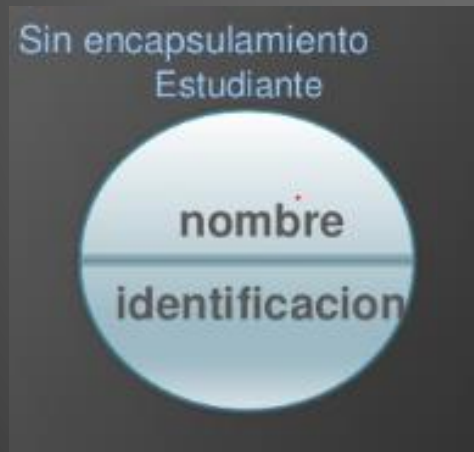 Sin encapsulamiento
Estudiante
nombre
identificacion